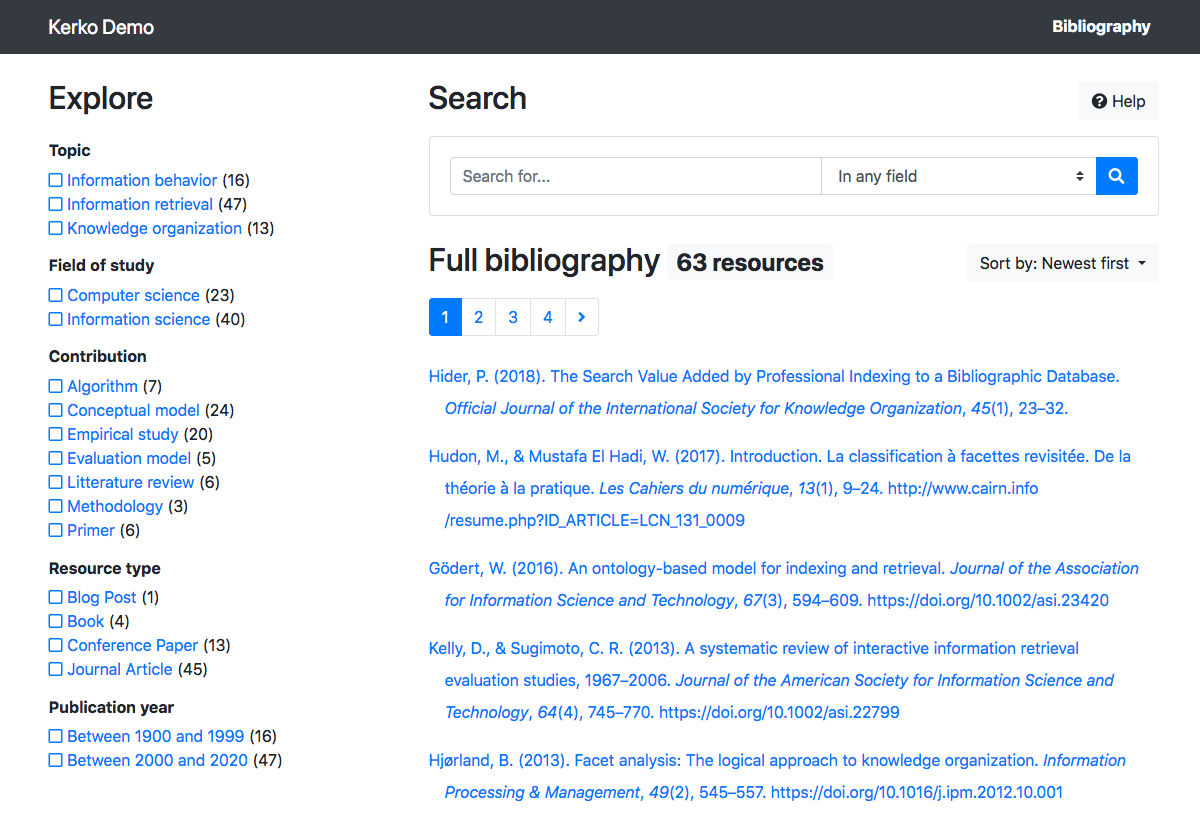 Kerko Demo
Bibliography
Explore
Topic
Information behavior (16)
Information retrieval (47)
Knowledge organization (13)
Field of study
Computer science (23)
Information science (40)
Contribution
Algorithm (7)
Conceptual model (24)
Empirical study (20)
Evaluation model (5)
Litterature review (6)
Methodology (3)
Primer (6)
Resource type
Blog Post (1)
Book (4)
Conference Paper (13)
Journal Article (45)
Publication year
Between 1900 and 1999 (16)
Between 2000 and 2020 (47)
Search
Help
Search for...
In any field
Full bibliography 63 resources
Sort by: Newest first
1 2 3 4
Hider, P. (2018). The Search Value Added by Professional Indexing to a Bibliographic Database.
Official Journal of the International Society for Knowledge Organization, 45(1), 23–32.
Hudon, M., & Mustafa El Hadi, W. (2017). Introduction. La classification à facettes revisitée. De la
théorie à la pratique. Les Cahiers du numérique, 13(1), 9–24. http://www.cairn.info
/resume.php?ID_ARTICLE=LCN_131_0009
Gödert, W. (2016). An ontology-based model for indexing and retrieval. Journal of the Association
for Information Science and Technology, 67(3), 594–609. https://doi.org/10.1002/asi.23420
Kelly, D., & Sugimoto, C. R. (2013). A systematic review of interactive information retrieval
evaluation studies, 1967–2006. Journal of the American Society for Information Science and
Technology, 64(4), 745–770. https://doi.org/10.1002/asi.22799
Hjørland, B. (2013). Facet analysis: The logical approach to knowledge organization. Information
Processing & Management, 49(2), 545–557. https://doi.org/10.1016/j.ipm.2012.10.001